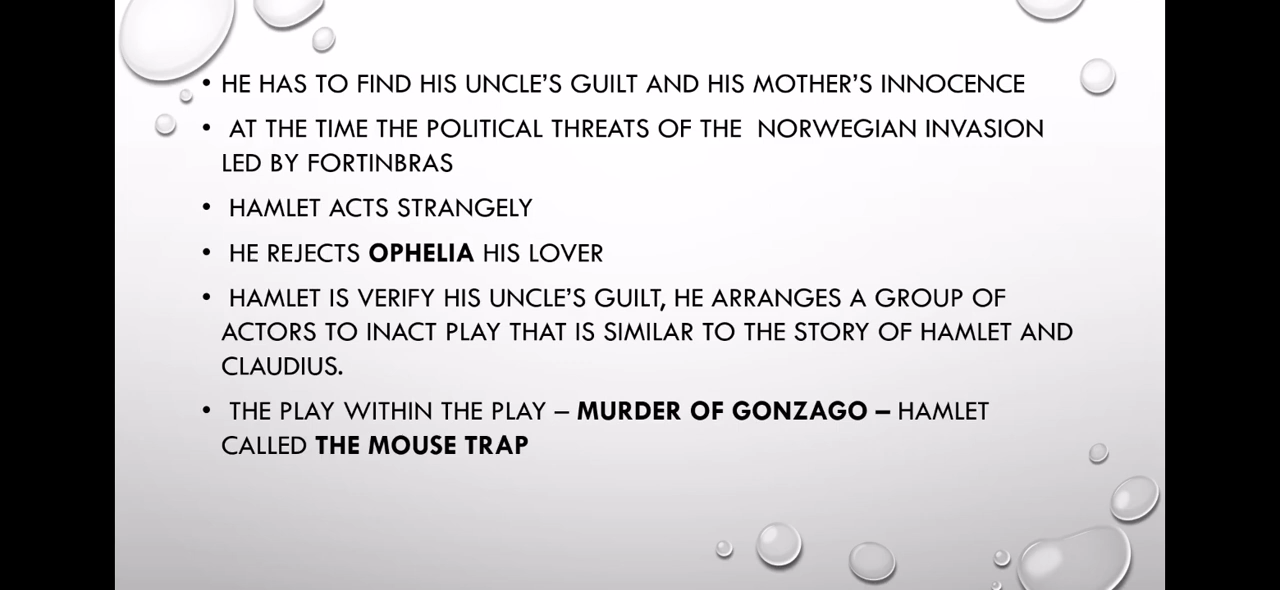 • HE HAS TO FIND HIS UNCLE'S GUILT AND HIS MOTHER'S INNOCENCE
• AT THE TIME THE POLITICAL THREATS OF THE NORWEGIAN INVASION
LED BY FORTINBRAS
• HAMLET ACTS STRANGELY
• HE REJECTS OPHELIA HIS LOVER
• HAMLET IS VERIFY HIS UNCLE'S GUILT, HE ARRANGES A GROUP OF
ACTORS TO INACT PLAY THAT IS SIMILAR TO THE STORY OF HAMLET AND
CLAUDIUS.
• THE PLAY WITHIN THE PLAY – MURDER OF GONZAGO – HAMLET
CALLED THE MOUSE TRAP